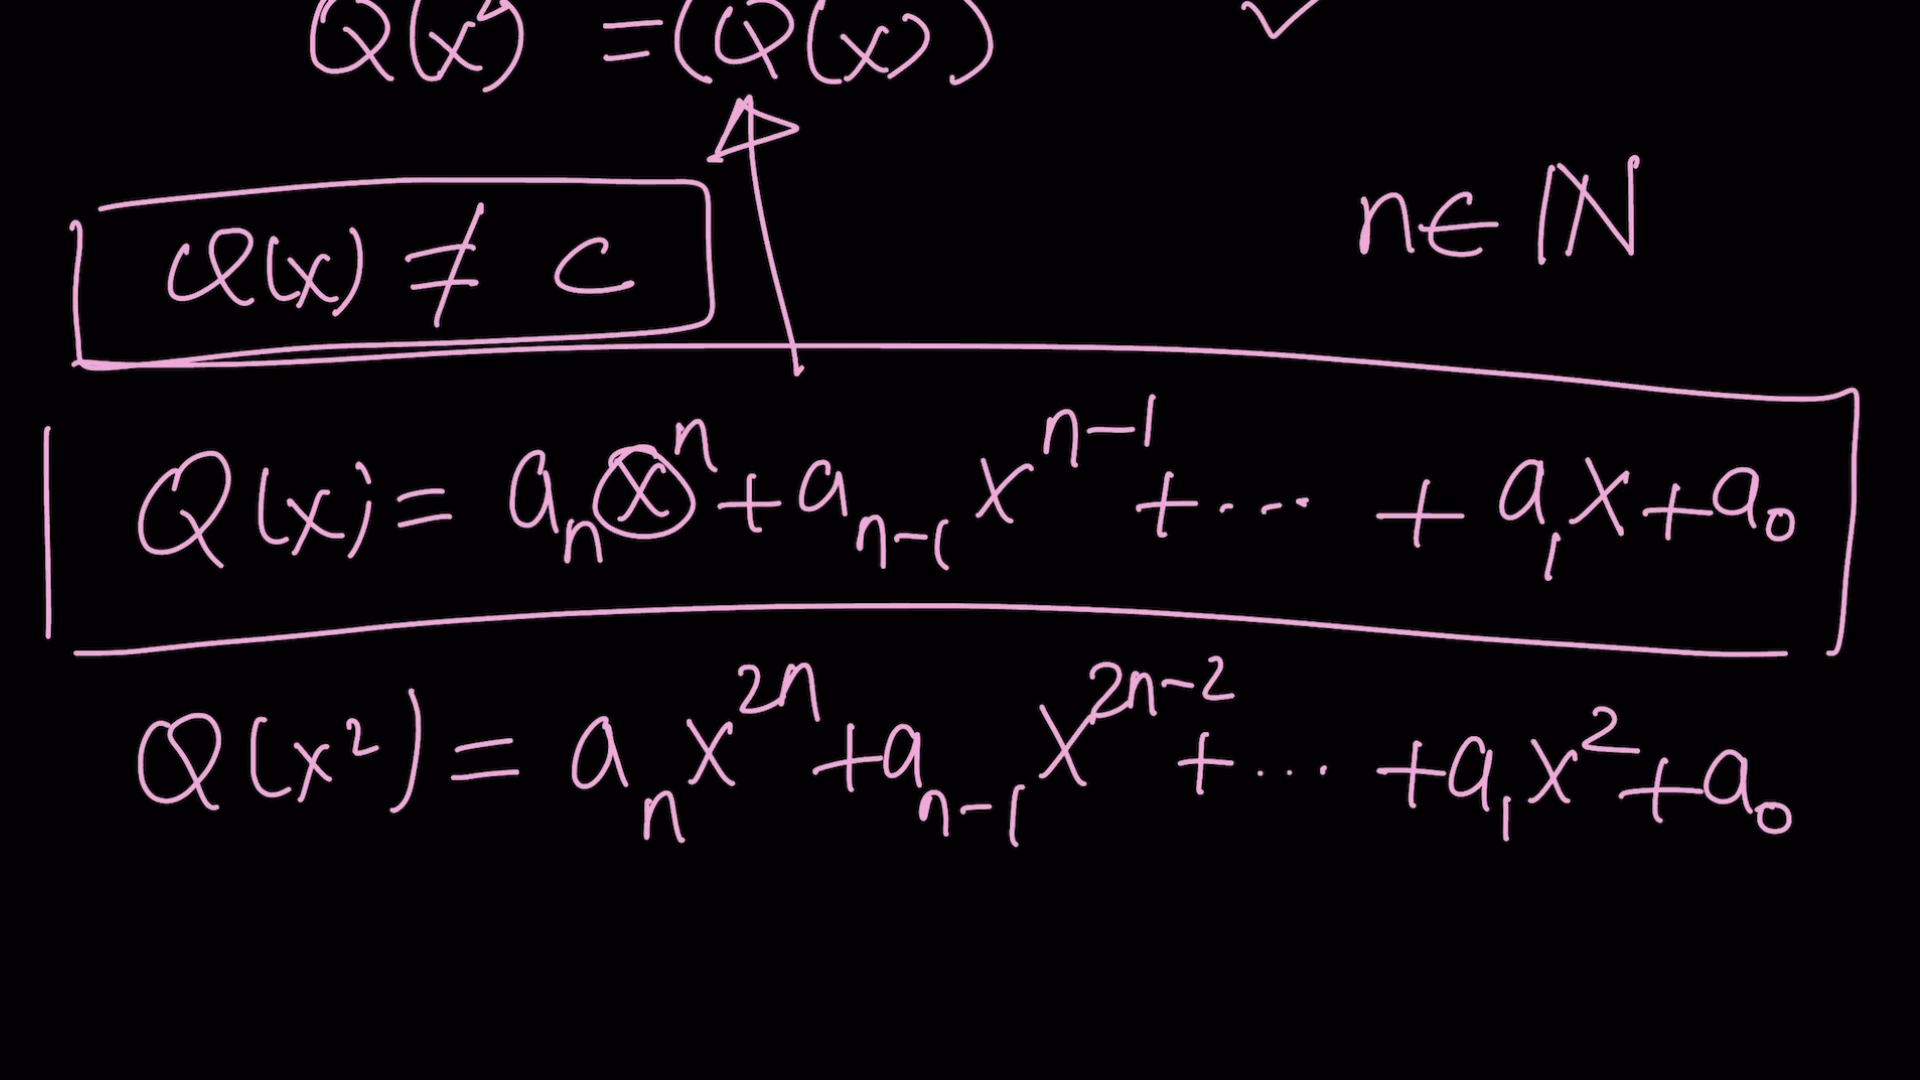 Q(x²) = (Q(x))
n ∈ ℕ
Q(x) ≠ c
Q(x) = aₙxⁿ + aₙ₋₁xⁿ⁻¹ + ... + a₁x + a₀
Q(x²) = aₙx²ⁿ + aₙ₋₁x²ⁿ⁻² + ... + a₁x² + a₀